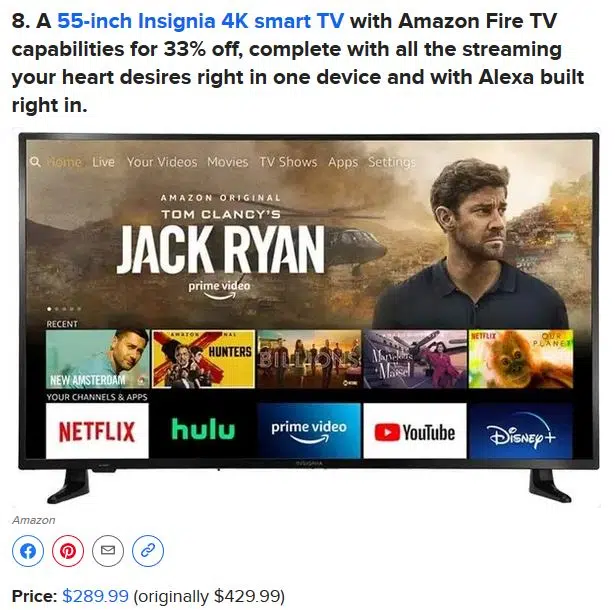 8. A 55-inch Insignia 4K smart TV with Amazon Fire TV
capabilities for 33% off, complete with all the streaming
your heart desires right in one device and with Alexa built
right in.
Home Live Your Videos Movies TV Shows Apps Settings
AMAZON ORIGINAL
TOM CLANCY'S
JACK RYAN
prime video
RECENT
NEW AMSTERDAM
HUNTERS
BILLIONS
Marvelous
Mrs. Maisel
NETFLIX
OUR
PLANET
YOUR CHANNELS & APPS
NETFLIX hulu prime video YouTube Disney+
INSIGNIA
Amazon
Price: $289.99 (originally $429.99)